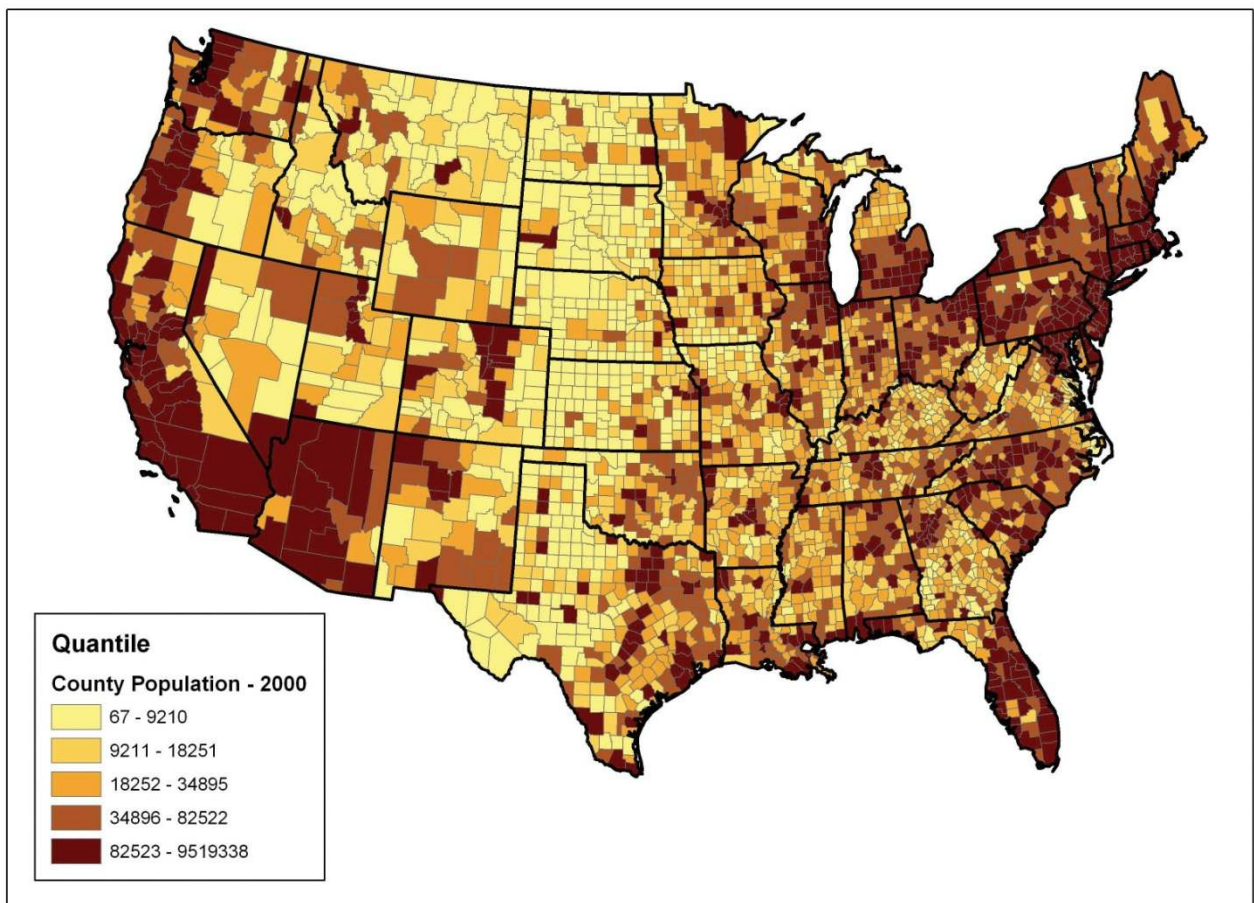 Quantile
County Population - 2000
67 - 9210
9211 - 18251
18252 - 34895
34896 - 82522
82523 - 9519338